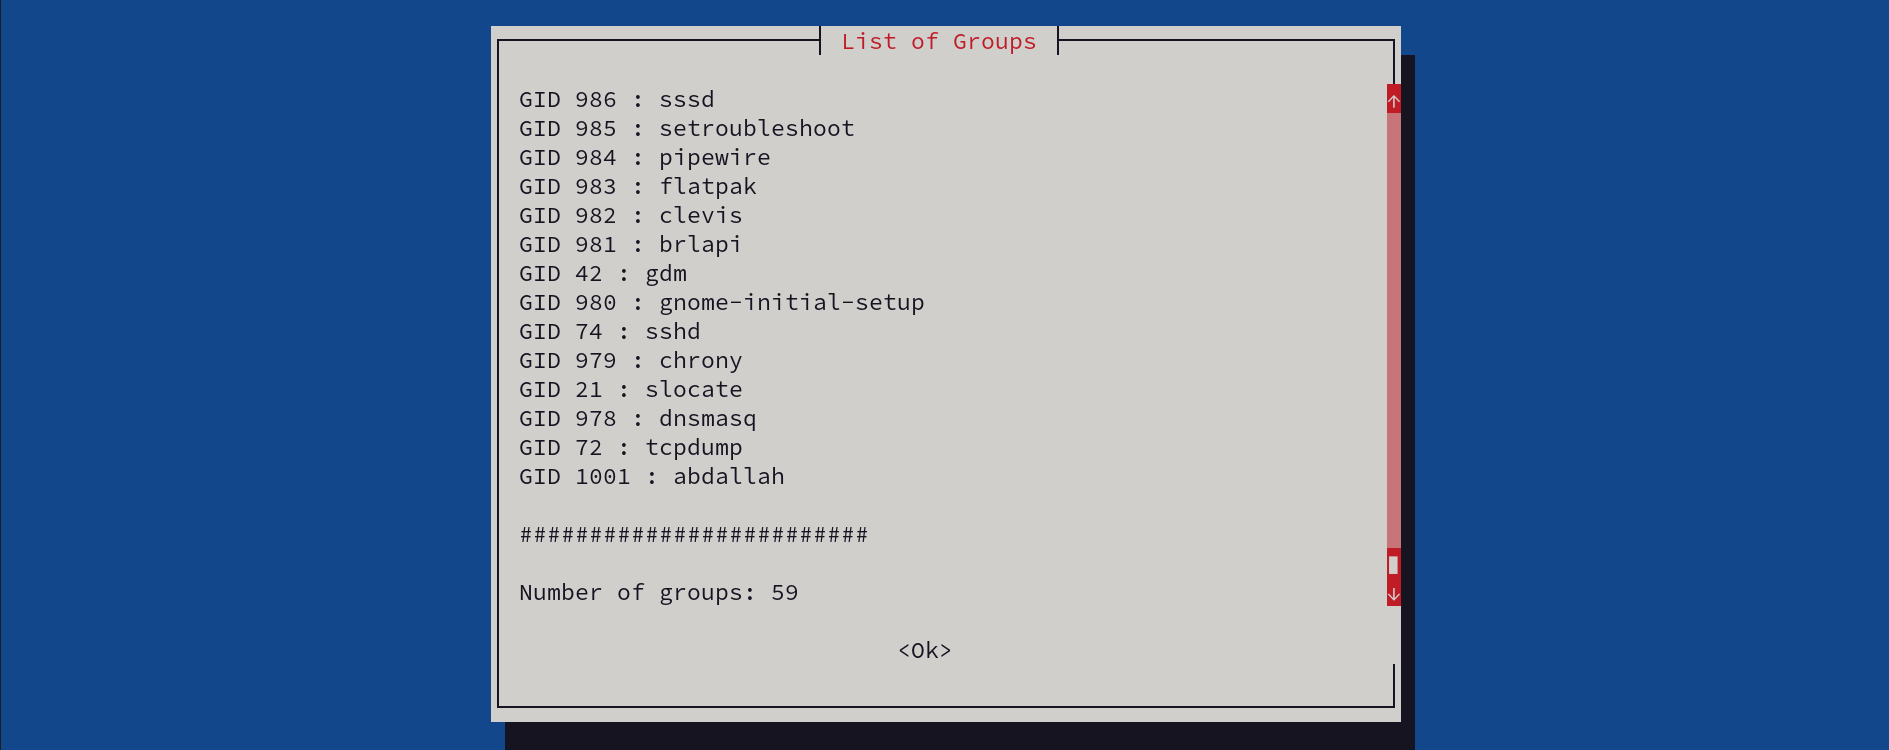 List of Groups
GID 986 : sssd
GID 985 : setroubleshoot
GID 984 : pipewire
GID 983 : flatpak
GID 982 : clevis
GID 981 : brlapi
GID 42 : gdm
GID 980 : gnome-initial-setup
GID 74 : sshd
GID 979 : chrony
GID 21 : slocate
GID 978 : dnsmasq
GID 72 : tcpdump
GID 1001 : abdallah
#########################
Number of groups: 59
<Ok>